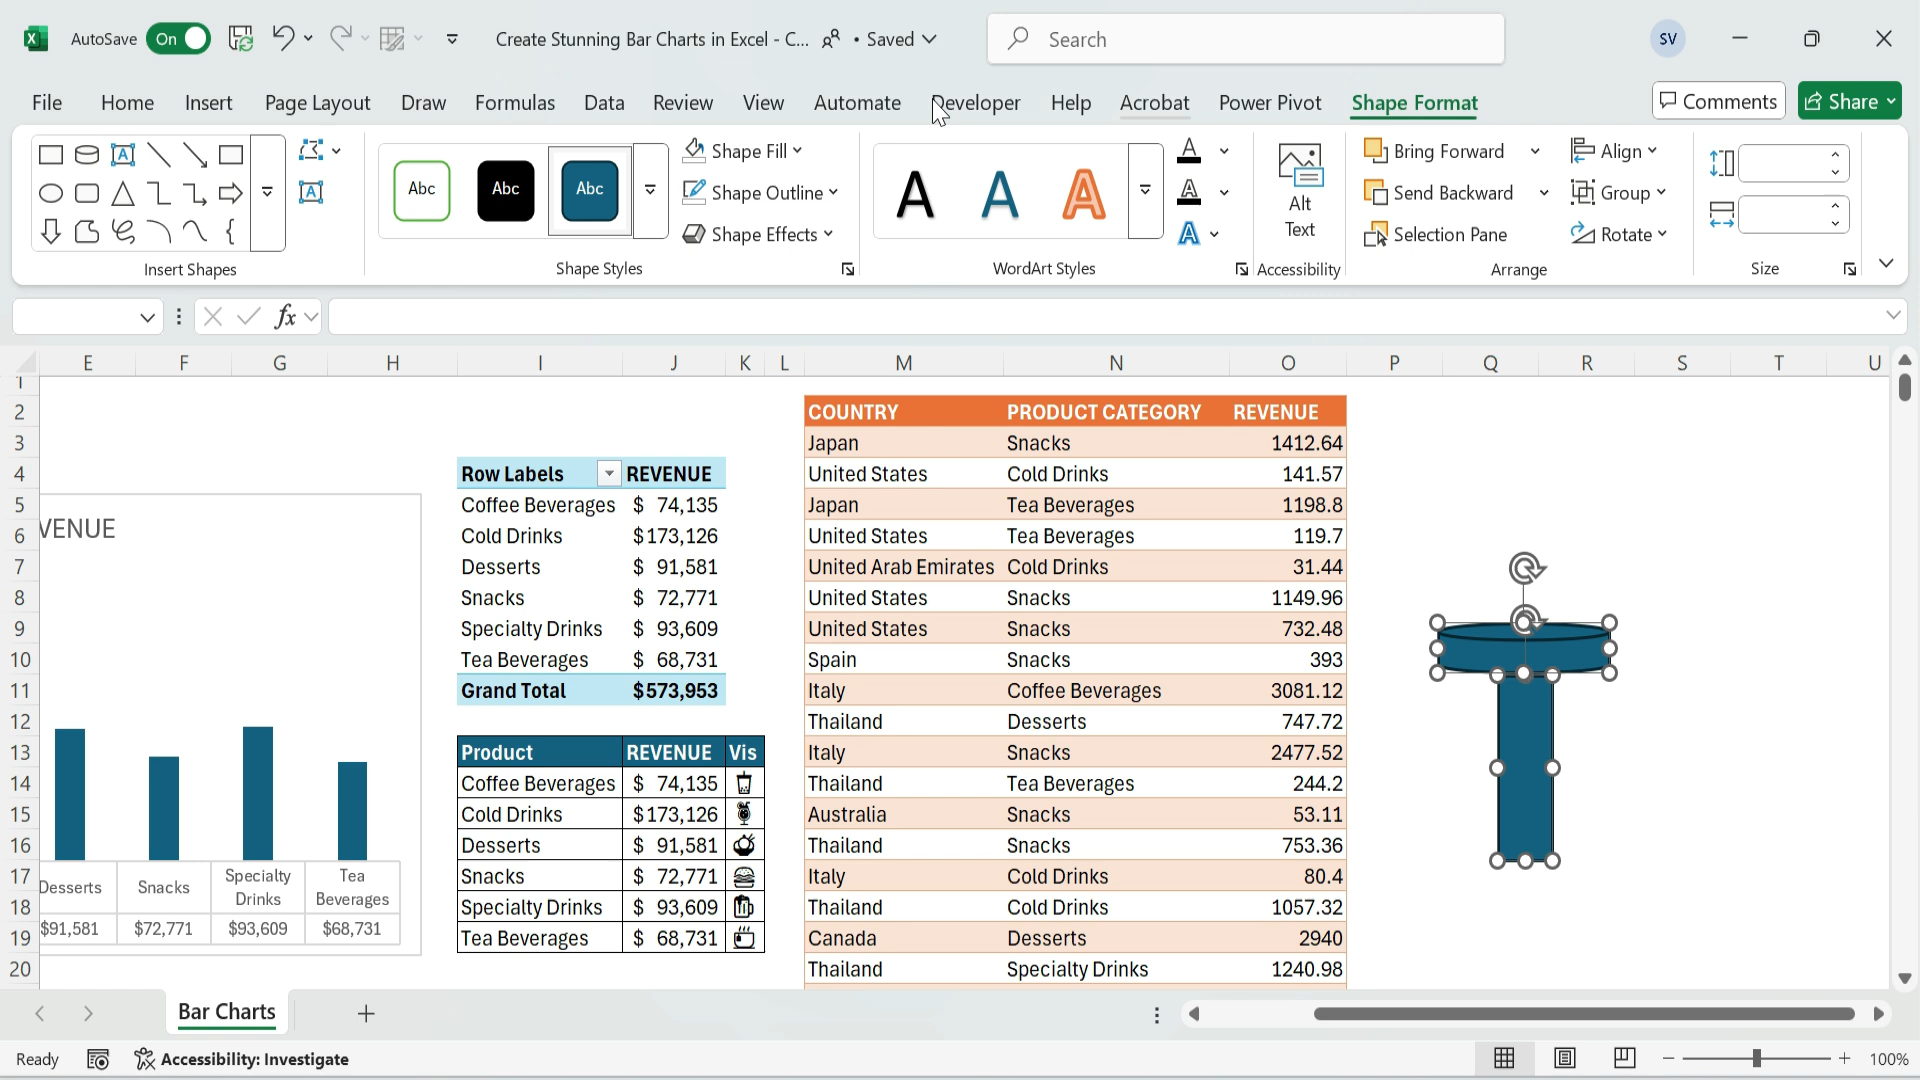 AutoSave On Create Stunning Bar Charts in Excel - C... • Saved Search SV
File Home Insert Page Layout Draw Formulas Data Review View Automate Developer Help Acrobat Power Pivot Shape Format Comments Share
Abc Abc Abc
Shape Fill
Shape Outline
Shape Effects
A A A
Alt
Text
Bring Forward
Send Backward
Selection Pane
Align
Group
Rotate
Insert Shapes Shape Styles WordArt Styles Accessibility Arrange Size
fx
E F G H I J K L M N O P Q R S T U
1
2 COUNTRY PRODUCT CATEGORY REVENUE
3 Japan Snacks 1412.64
4 Row Labels REVENUE United States Cold Drinks 141.57
5 Coffee Beverages $ 74,135 Japan Tea Beverages 1198.8
VENUE
6 Cold Drinks $173,126 United States Tea Beverages 119.7
7 Desserts $ 91,581 United Arab Emirates Cold Drinks 31.44
8 Snacks $ 72,771 United States Snacks 1149.96
9 Specialty Drinks $ 93,609 United States Snacks 732.48
10 Tea Beverages $ 68,731 Spain Snacks 393
11 Grand Total $573,953 Italy Coffee Beverages 3081.12
12 Thailand Desserts 747.72
13 Product REVENUE Vis Italy Snacks 2477.52
14 Coffee Beverages $ 74,135 Thailand Tea Beverages 244.2
15 Cold Drinks $173,126 Australia Snacks 53.11
16 Desserts $ 91,581 Thailand Snacks 753.36
17 Snacks $ 72,771 Italy Cold Drinks 80.4
18 Specialty Drinks $ 93,609 Thailand Cold Drinks 1057.32
19 Tea Beverages $ 68,731 Canada Desserts 2940
20 Thailand Specialty Drinks 1240.98
Desserts Snacks Specialty Drinks Tea Beverages
$91,581 $72,771 $93,609 $68,731
Bar Charts
Ready Accessibility: Investigate 100%